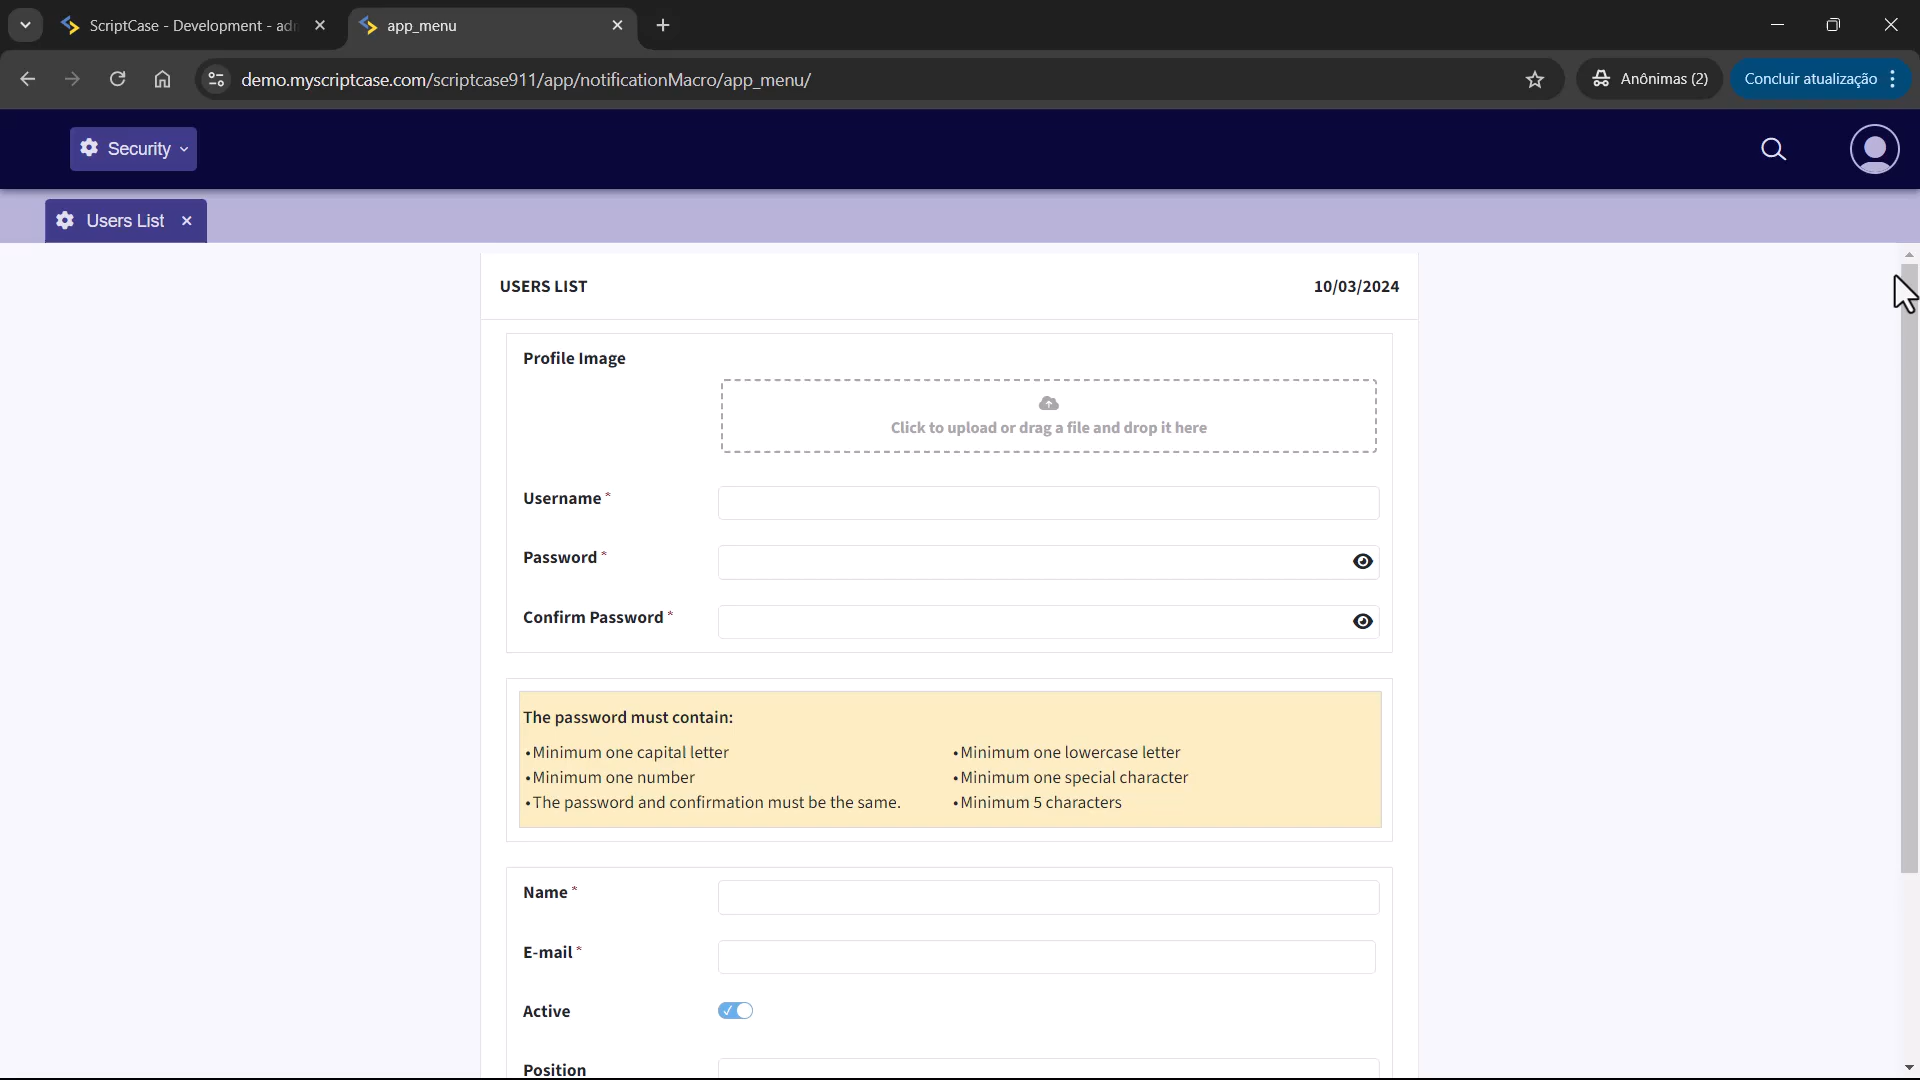 ScriptCase - Development - adm
app_menu
demo.myscriptcase.com/scriptcase911/app/notificationMacro/app_menu/
Anônimas (2)
Concluir atualização
Security
Users List
USERS LIST
10/03/2024
Profile Image
Click to upload or drag a file and drop it here
Username *
Password *
Confirm Password *
The password must contain:
•Minimum one capital letter
•Minimum one lowercase letter
•Minimum one number
•Minimum one special character
•The password and confirmation must be the same.
•Minimum 5 characters
Name *
E-mail *
Active
Position